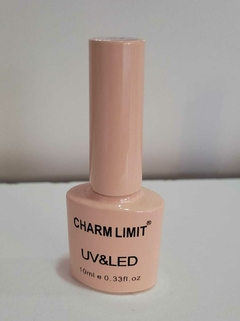 CHARM LIMIT®
UV&LED
10ml e 0.33fl.oz